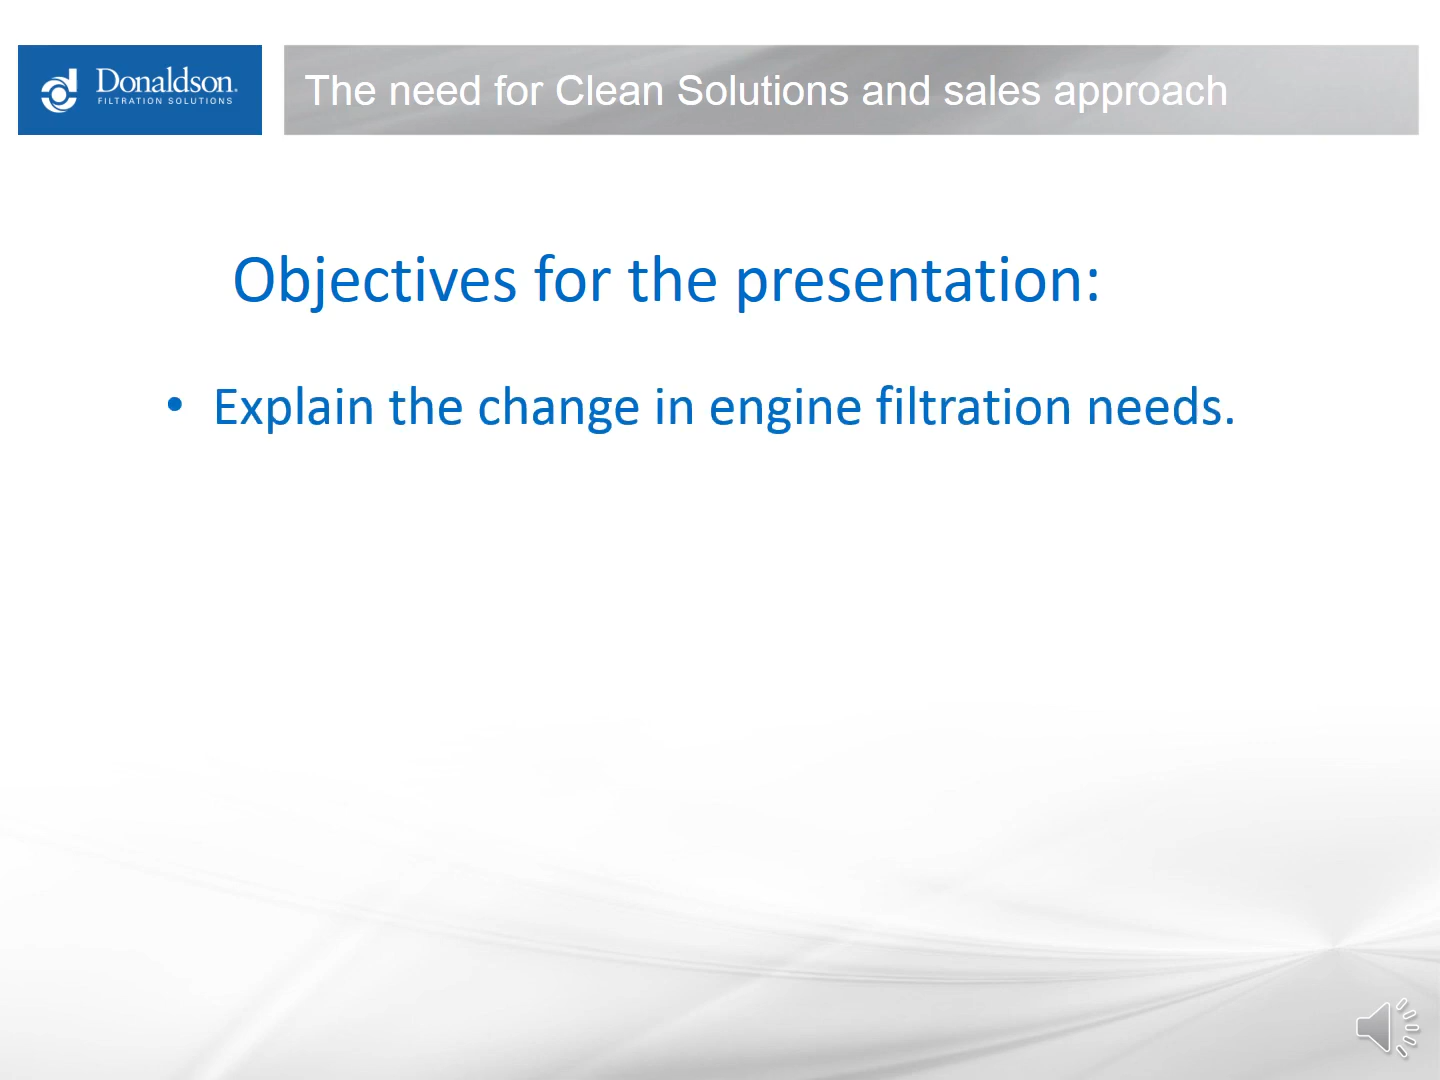 Donaldson.
FILTRATION SOLUTIONS
The need for Clean Solutions and sales approach
Objectives for the presentation:
• Explain the change in engine filtration needs.